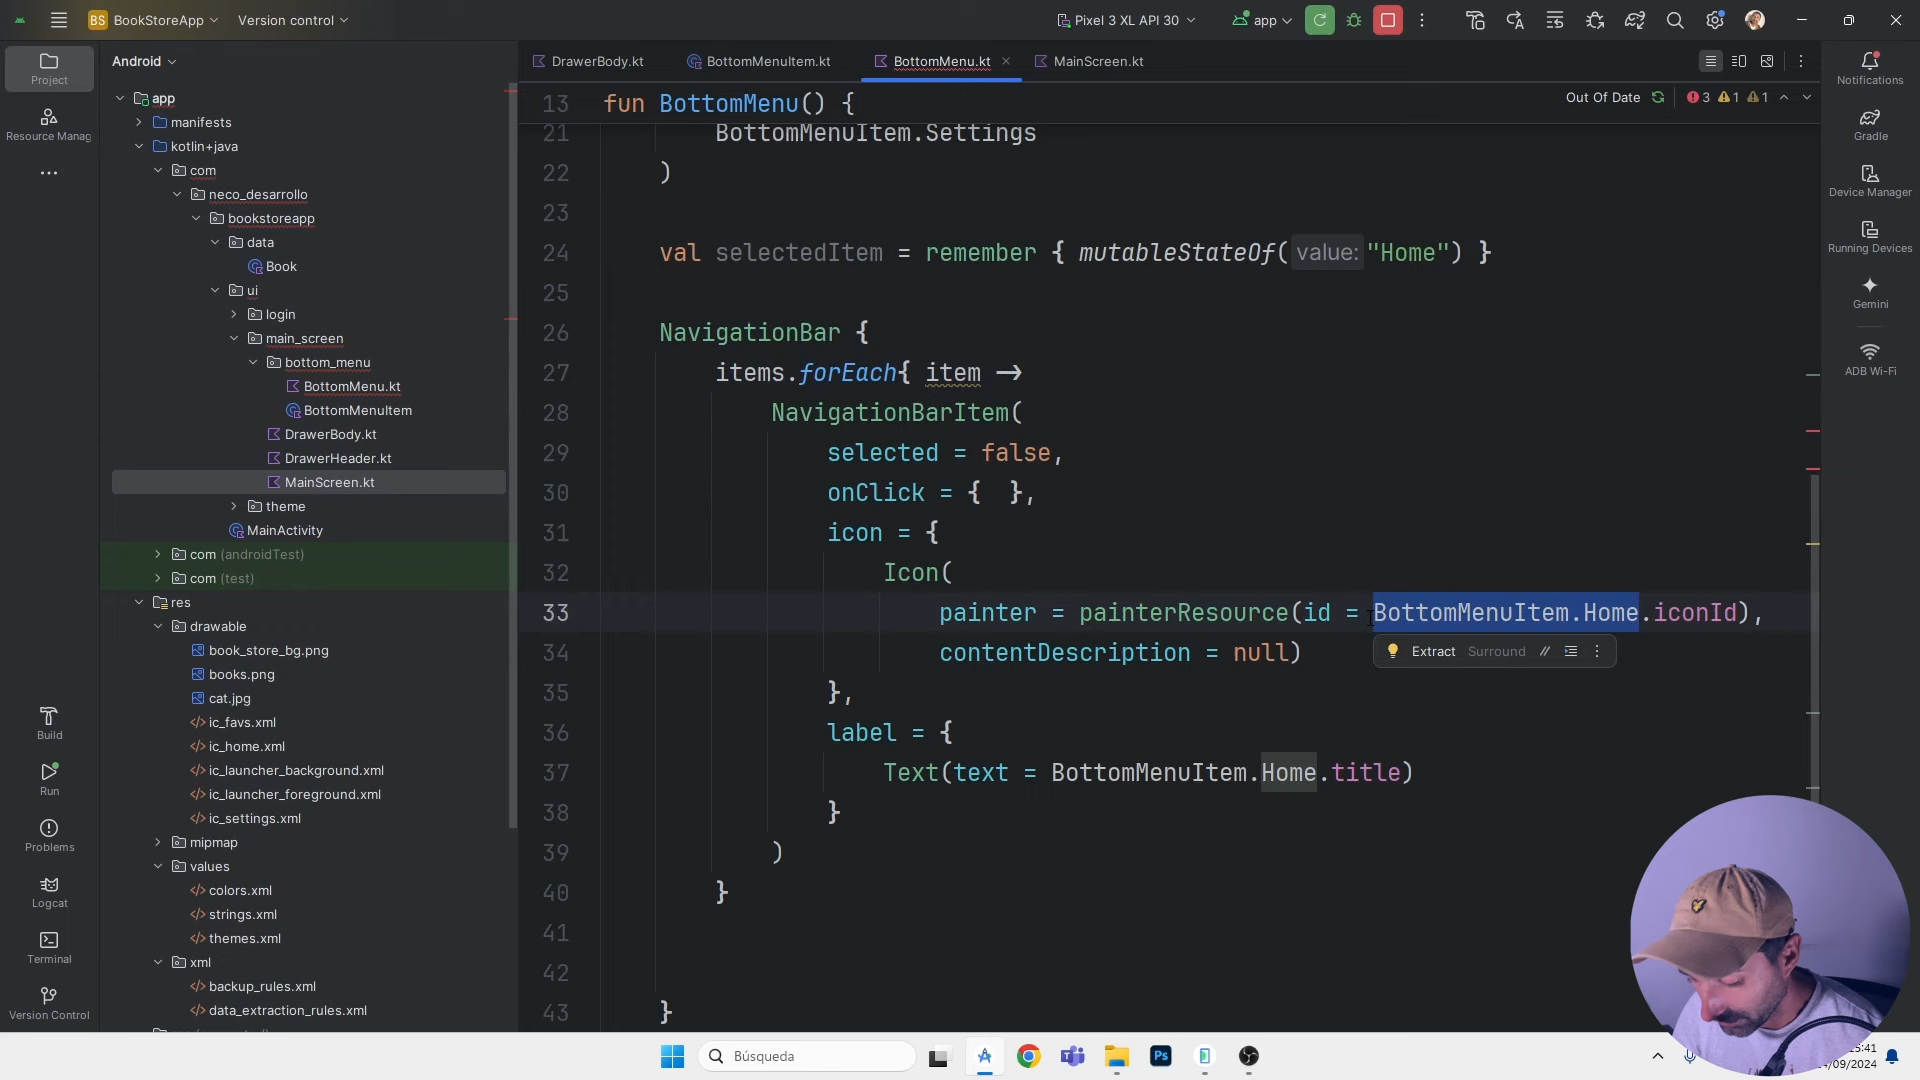 BS BookStoreApp Version control Pixel 3 XL API 30 app
Project
Resource Manag
Build
Run
Problems
Logcat
Terminal
Version Control
Android
app
manifests
kotlin+java
com
neco_desarrollo
bookstoreapp
data
Book
ui
login
main_screen
bottom_menu
BottomMenu.kt
BottomMenuItem
DrawerBody.kt
DrawerHeader.kt
MainScreen.kt
theme
MainActivity
com (androidTest)
com (test)
res
drawable
book_store_bg.png
books.png
cat.jpg
ic_favs.xml
ic_home.xml
ic_launcher_background.xml
ic_launcher_foreground.xml
ic_settings.xml
mipmap
values
colors.xml
strings.xml
themes.xml
xml
backup_rules.xml
data_extraction_rules.xml
DrawerBody.kt BottomMenuItem.kt BottomMenu.kt MainScreen.kt
Out Of Date 3 1 1
13 fun BottomMenu() {
21 BottomMenuItem.Settings
22 )
23
24 val selectedItem = remember { mutableStateOf( value: "Home") }
25
26 NavigationBar {
27 items.forEach{ item ->
28 NavigationBarItem(
29 selected = false,
30 onClick = { },
31 icon = {
32 Icon(
33 painter = painterResource(id = BottomMenuItem.Home.iconId),
34 contentDescription = null)
Extract Surround //
35 },
36 label = {
37 Text(text = BottomMenuItem.Home.title)
38 }
39 )
40 }
41
42
43 }
Notifications
Gradle
Device Manager
Running Devices
Gemini
ADB Wi-Fi
Búsqueda
Ps